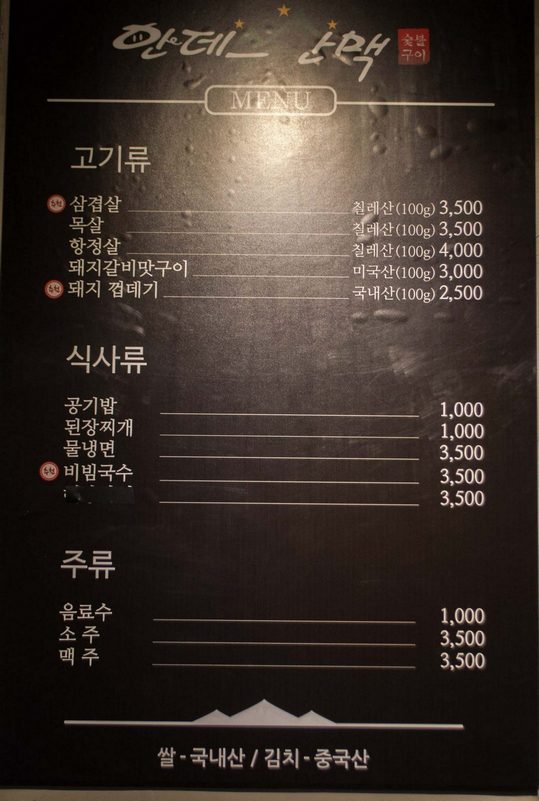 안데스 산맥 숯불구이
MENU
고기류
추천 삼겹살 칠레산(100g) 3,500
목살 칠레산(100g) 3,500
항정살 칠레산(100g) 4,000
돼지갈비맛구이 미국산(100g) 3,000
추천 돼지 껍데기 국내산(100g) 2,500
식사류
공기밥 1,000
된장찌개 1,000
물냉면 3,500
추천 비빔국수 3,500
3,500
주류
음료수 1,000
소 주 3,500
맥 주 3,500
쌀 - 국내산 / 김치 - 중국산